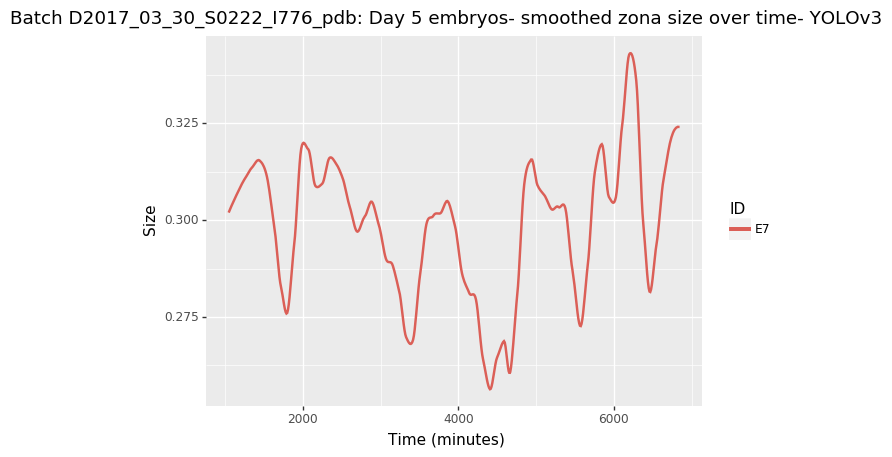 Batch D2017_03_30_S0222_I776_pdb: Day 5 embryos- smoothed zona size over time- YOLOv3
0.325
0.300
0.275
Size
2000
4000
6000
Time (minutes)
ID
E7